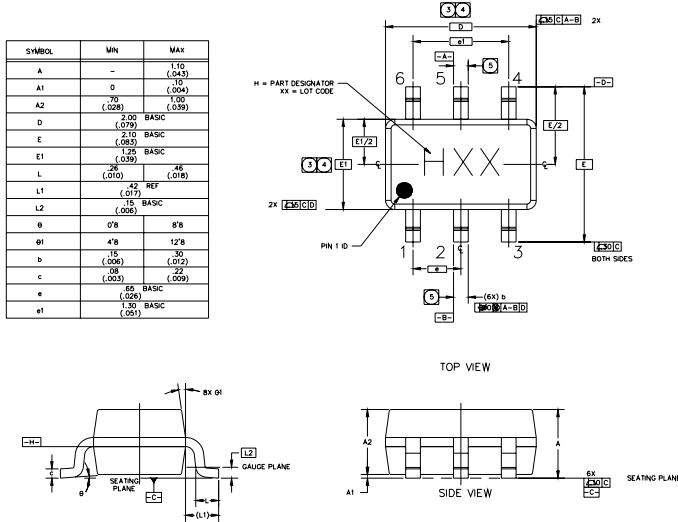 SYMBOL MIN MAX
A - 1.10 (.043)
A1 0 .10 (.004)
A2 .70 (.028) 1.00 (.039)
D 2.00 BASIC (.079)
E 2.10 BASIC (.083)
E1 1.25 BASIC (.039)
L .26 (.010) .46 (.018)
L1 .42 REF (.017)
L2 .15 BASIC (.006)
θ 0°8 8°8
θ1 4°8 12°8
b .15 (.006) .30 (.012)
c .08 (.003) .22 (.009)
e .65 BASIC (.026)
e1 1.30 BASIC (.051)
3 4
D
C A-B 2X
e1
-A-
5
6 5 4
-D-
H = PART DESIGNATOR
XX = LOT CODE
E1/2
E/2
3 4 E1
HXX
E
2X C D
PIN 1 ID
1 2 3
C
BOTH SIDES
e
5
(6X) b
A-B D
-B-
TOP VIEW
8X θ1
-H-
L2
GAUGE PLANE
c
θ
SEATING PLANE
-C-
L
(L1)
A2
A
A1
SIDE VIEW
6X
C
-C-
SEATING PLANE